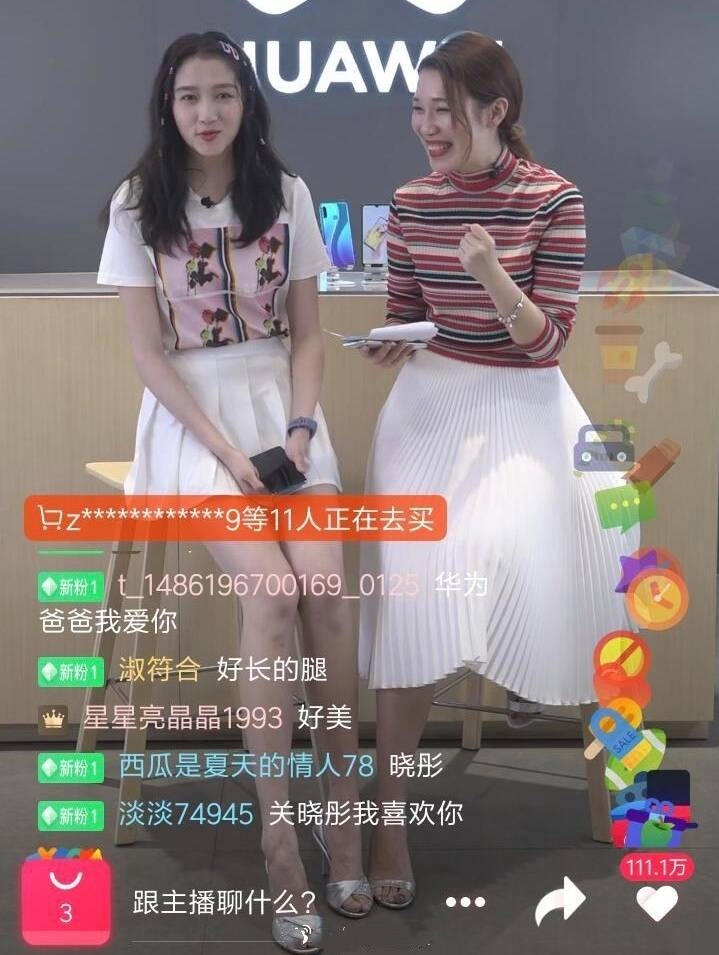 HUAW
z************9等11人正在去买
新粉1 t_1486196700169_0125 华为
爸爸我爱你
新粉1 淑符合 好长的腿
星星亮晶晶1993 好美
新粉1 西瓜是夏天的情人78 晓彤
新粉1 淡淡74945 关晓彤我喜欢你
SALE
111.1万
3
跟主播聊什么？